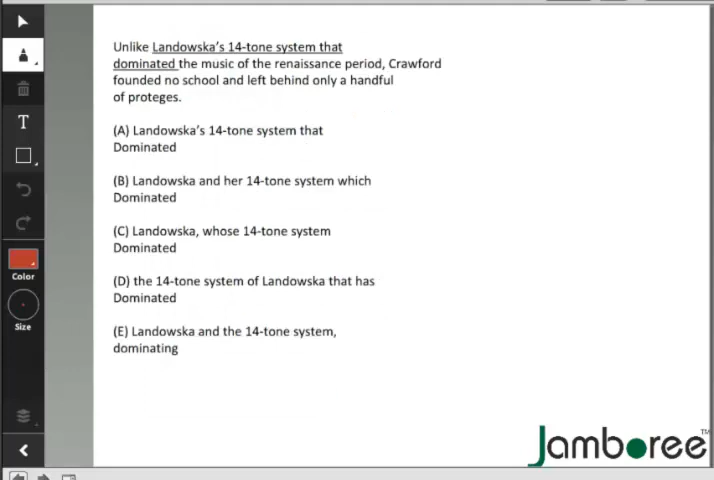 Unlike Landowska's 14-tone system that
dominated the music of the renaissance period, Crawford
founded no school and left behind only a handful
of proteges.
(A) Landowska's 14-tone system that
Dominated
(B) Landowska and her 14-tone system which
Dominated
(C) Landowska, whose 14-tone system
Dominated
(D) the 14-tone system of Landowska that has
Dominated
(E) Landowska and the 14-tone system,
dominating
T
Color
Size
Jamboree™